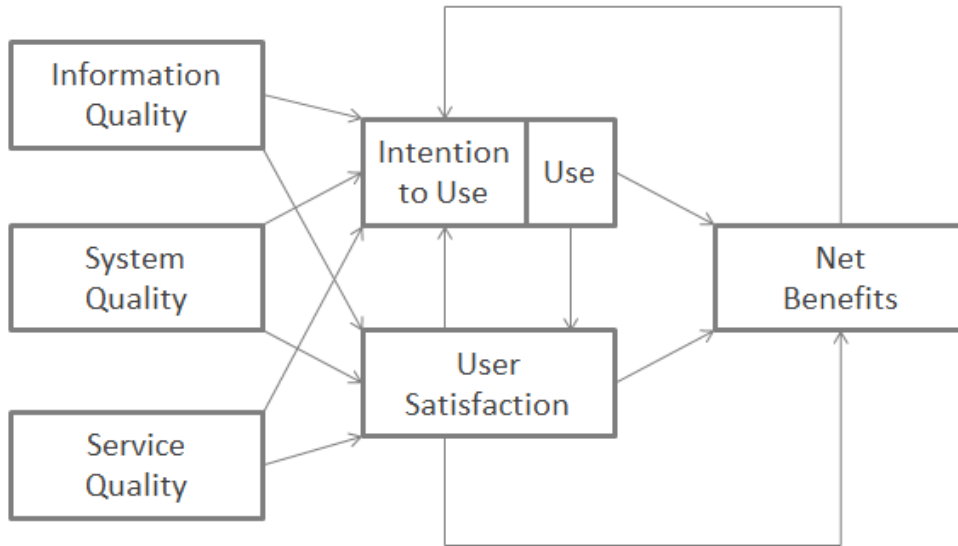 Information
Quality
Intention
to Use
Use
System
Quality
Net
Benefits
User
Satisfaction
Service
Quality